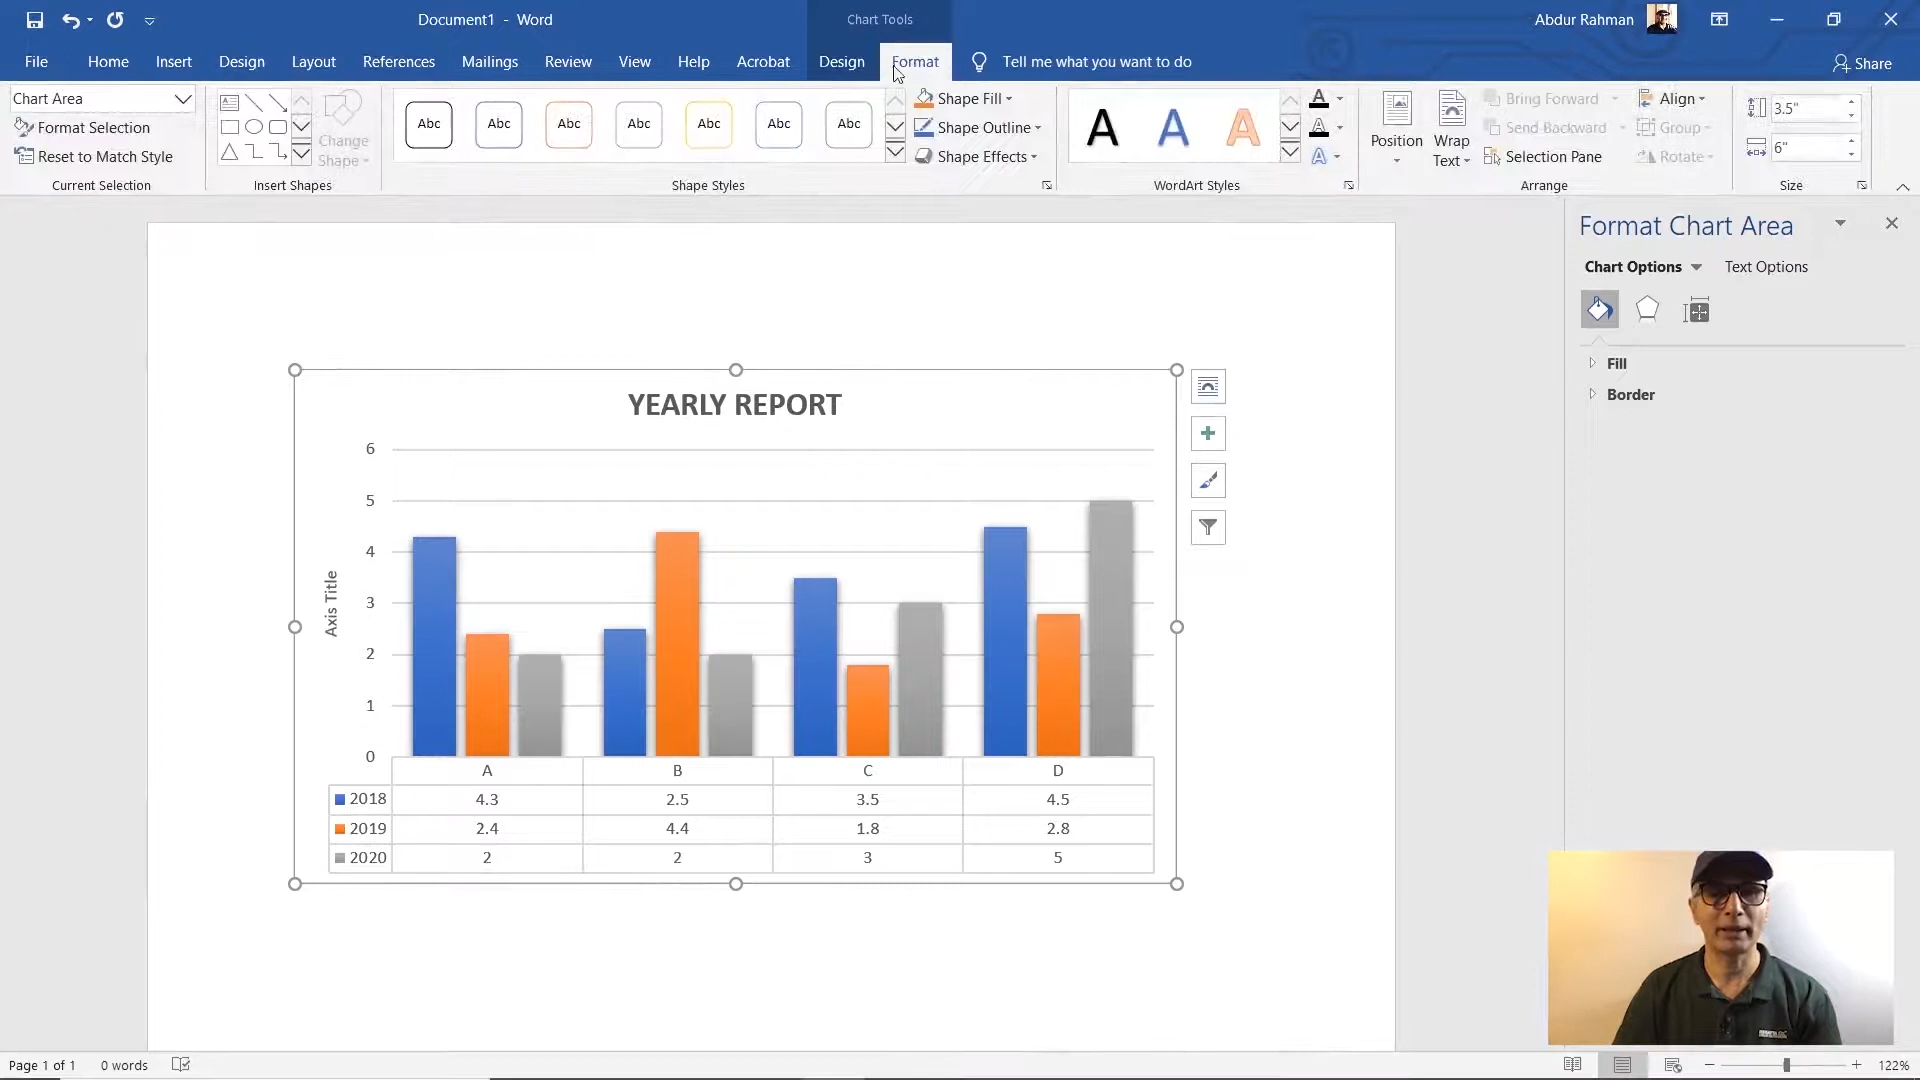 Document1 - Word
Chart Tools
Abdur Rahman
File Home Insert Design Layout References Mailings Review View Help Acrobat Design Format Tell me what you want to do Share
Chart Area
Format Selection
Reset to Match Style
Current Selection
Change
Shape
Insert Shapes
Abc Abc Abc Abc Abc Abc Abc
Shape Fill
Shape Outline
Shape Effects
Shape Styles
A A A
A
A
A
WordArt Styles
Position
Wrap
Text
Bring Forward
Send Backward
Selection Pane
Align
Group
Rotate
Arrange
3.5"
6"
Size
Format Chart Area
Chart Options Text Options
Fill
Border
YEARLY REPORT
6
5
4
3
2
1
0
Axis Title
A B C D
2018 4.3 2.5 3.5 4.5
2019 2.4 4.4 1.8 2.8
2020 2 2 3 5
Page 1 of 1 0 words 122%